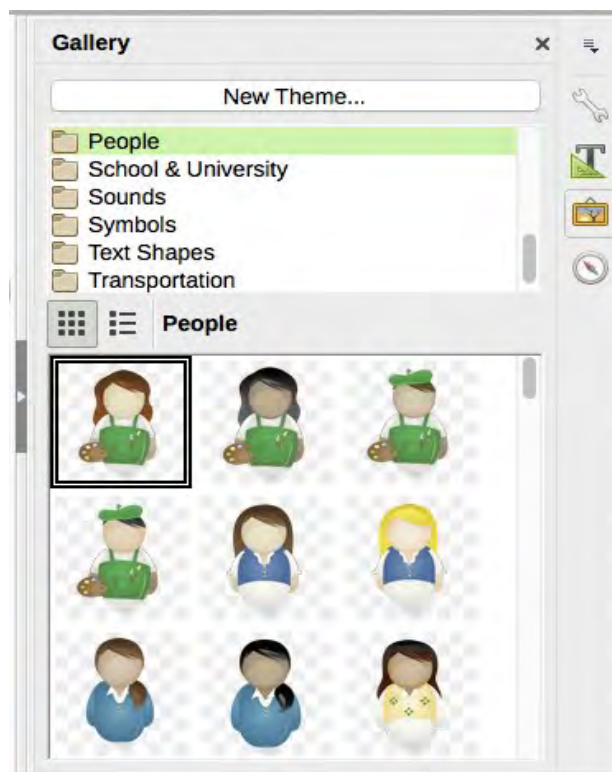 Gallery
New Theme...
People
School & University
Sounds
Symbols
Text Shapes
Transportation
People